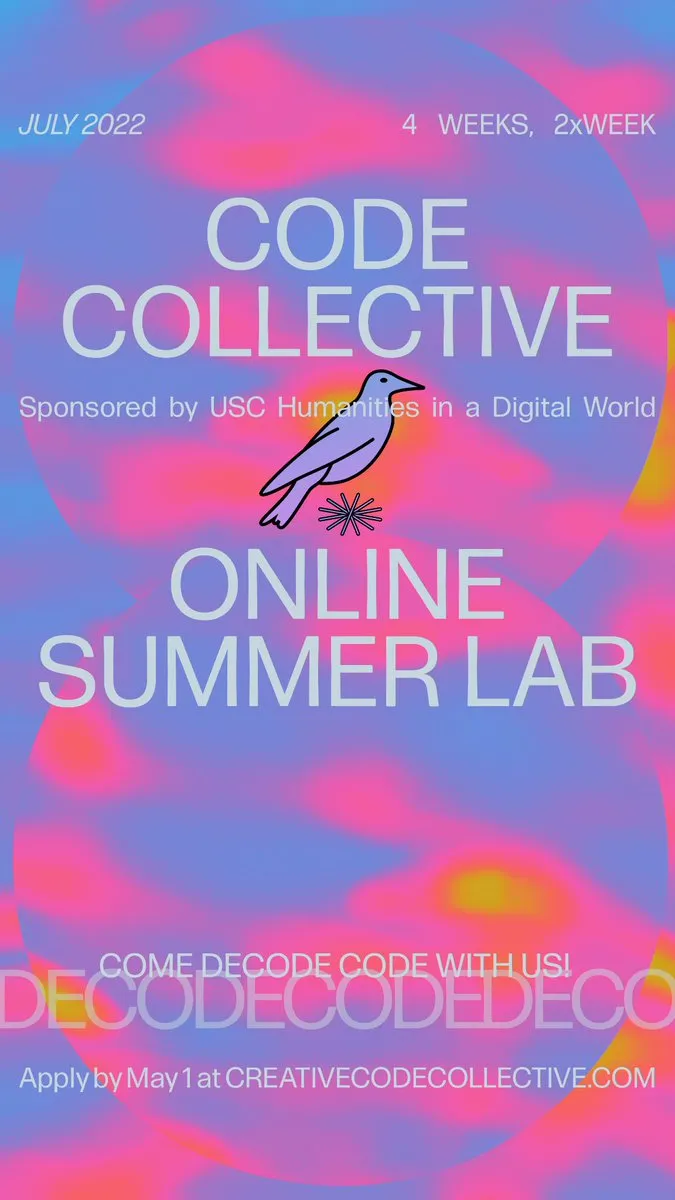 JULY 2022 4 WEEKS, 2xWEEK
CODE
COLLECTIVE
Sponsored by USC Humanities in a Digital World
ONLINE
SUMMER LAB
COME DECODE CODE WITH US!
DECODECODEDECO
Apply by May 1 at CREATIVECODECOLLECTIVE.COM